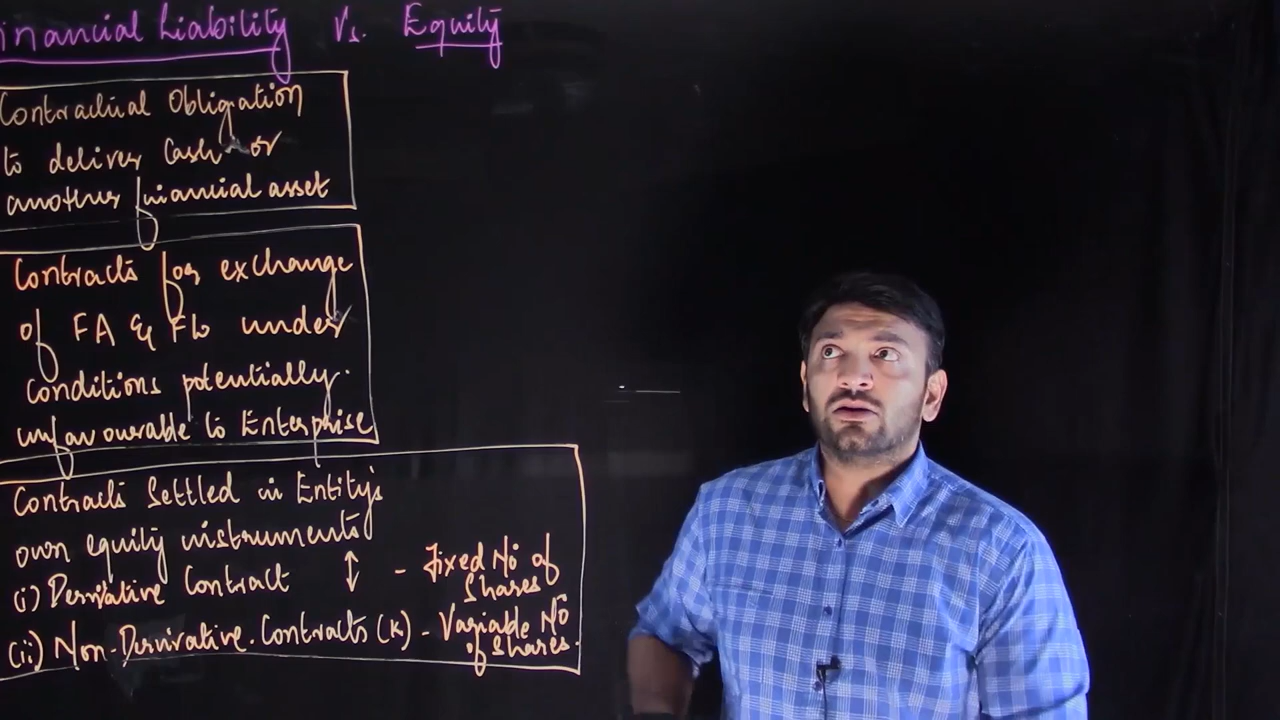 inancial Liability Vs. Equity
Contractual Obligation
to deliver Cash or
another financial asset
Contracts for exchange
of FA & FL under
conditions potentially
unfavourable to Enterprise
Contracts Settled in Entity's
own equity instruments
(i) Derivative Contract ↕ - Fixed No of
Shares
(ii) Non-Derivative Contracts (K) - Variable No
of Shares.